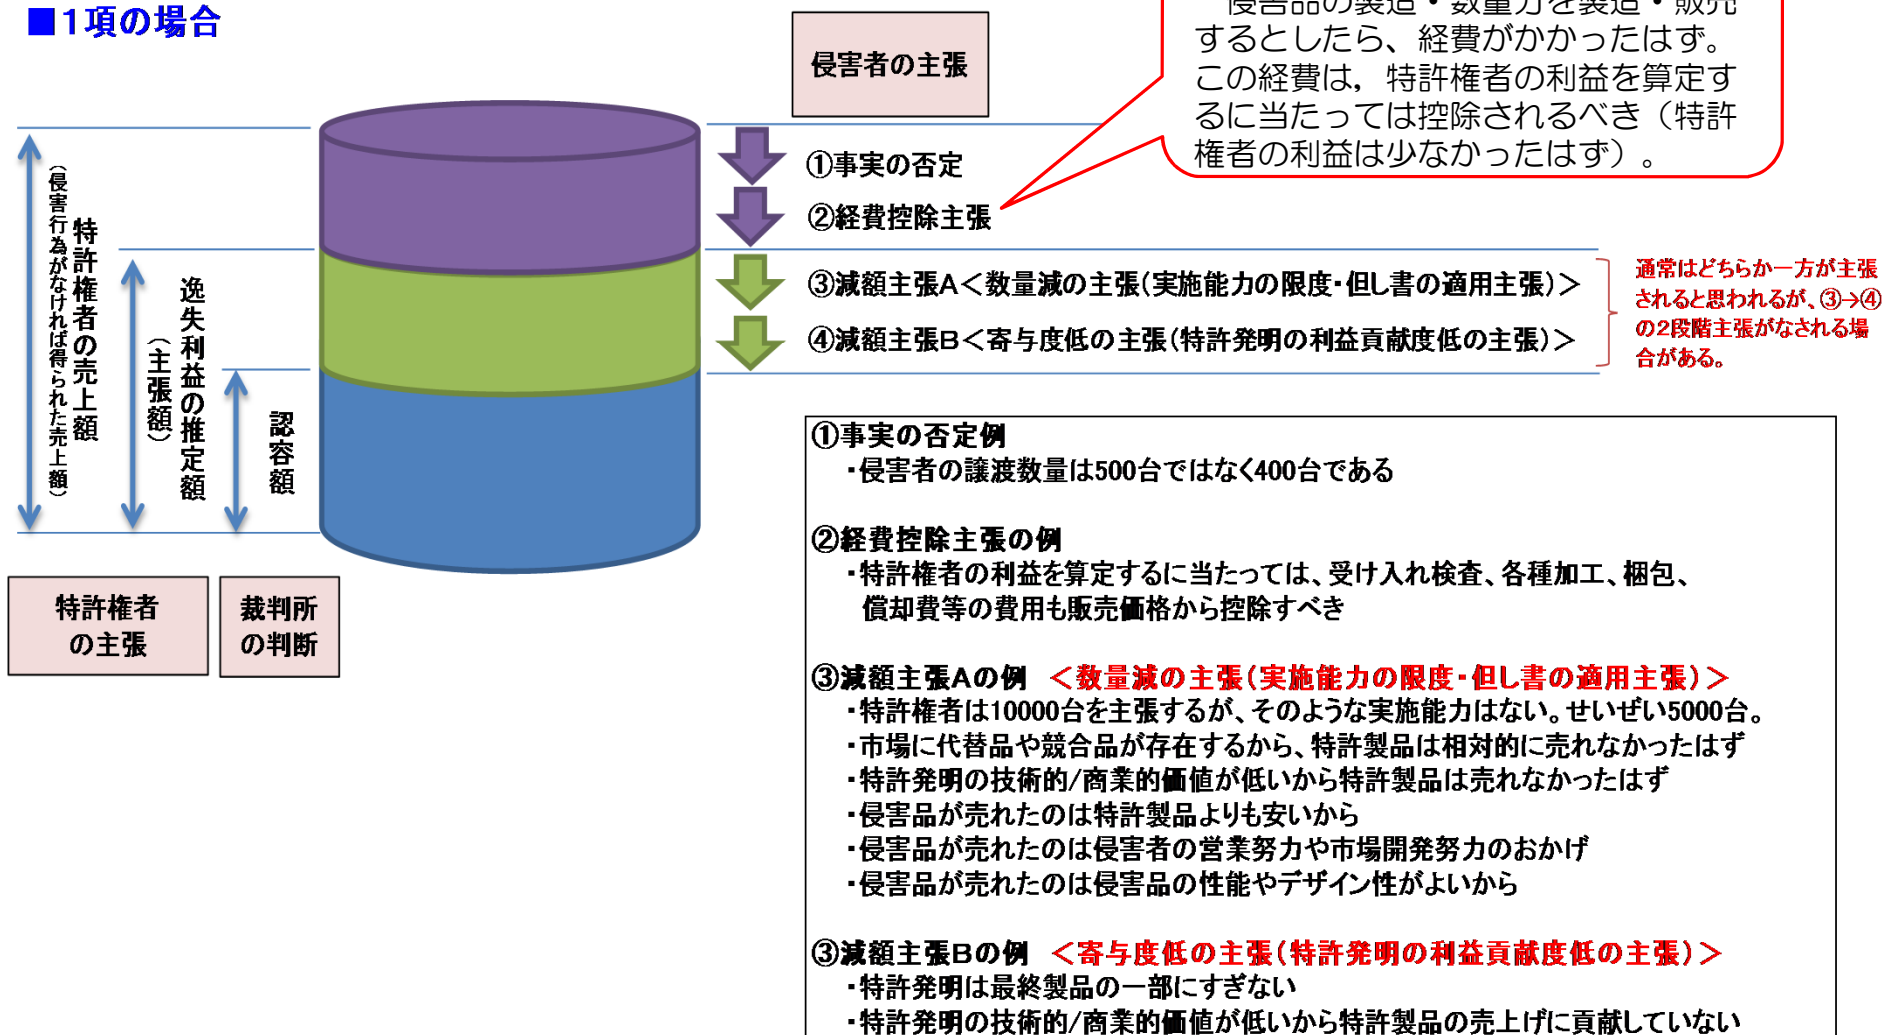 ■1項の場合
侵害者の主張
侵害品の製造・数量分を製造・販売
するとしたら、経費がかかったはず。
この経費は，特許権者の利益を算定す
るに当たっては控除されるべき（特許
権者の利益は少なかったはず）。
①事実の否定
②経費控除主張
③減額主張A＜数量減の主張（実施能力の限度・但し書の適用主張）＞
④減額主張B＜寄与度低の主張（特許発明の利益貢献度低の主張）＞
通常はどちらか一方が主張
されると思われるが、③→④
の2段階主張がなされる場
合がある。
特許権者の売上額
（侵害行為がなければ得られた売上額）
逸失利益の推定額
（主張額）
認容額
特許権者
の主張
裁判所
の判断
①事実の否定例
・侵害者の譲渡数量は500台ではなく400台である
②経費控除主張の例
・特許権者の利益を算定するに当たっては、受け入れ検査、各種加工、梱包、
償却費等の費用も販売価格から控除すべき
③減額主張Aの例 ＜数量減の主張（実施能力の限度・但し書の適用主張）＞
・特許権者は10000台を主張するが、そのような実施能力はない。せいぜい5000台。
・市場に代替品や競合品が存在するから、特許製品は相対的に売れなかったはず
・特許発明の技術的/商業的価値が低いから特許製品は売れなかったはず
・侵害品が売れたのは特許製品よりも安いから
・侵害品が売れたのは侵害者の営業努力や市場開発努力のおかげ
・侵害品が売れたのは侵害品の性能やデザイン性がよいから
③減額主張Bの例 ＜寄与度低の主張（特許発明の利益貢献度低の主張）＞
・特許発明は最終製品の一部にすぎない
・特許発明の技術的/商業的価値が低いから特許製品の売上げに貢献していない